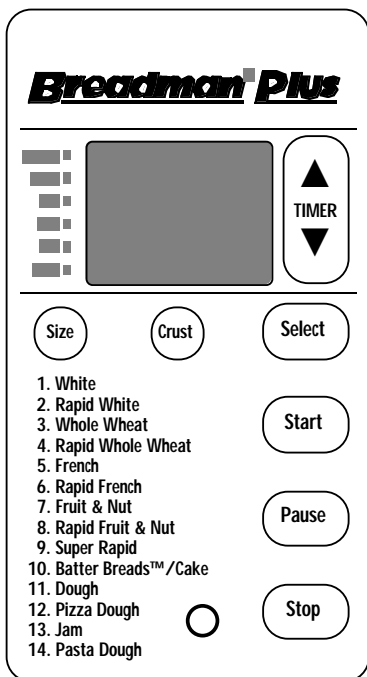 Breadman Plus
TIMER
Size
Crust
Select
1. White
2. Rapid White
3. Whole Wheat
4. Rapid Whole Wheat
5. French
6. Rapid French
7. Fruit & Nut
8. Rapid Fruit & Nut
9. Super Rapid
10. Batter Breads™/Cake
11. Dough
12. Pizza Dough
13. Jam
14. Pasta Dough
Start
Pause
Stop